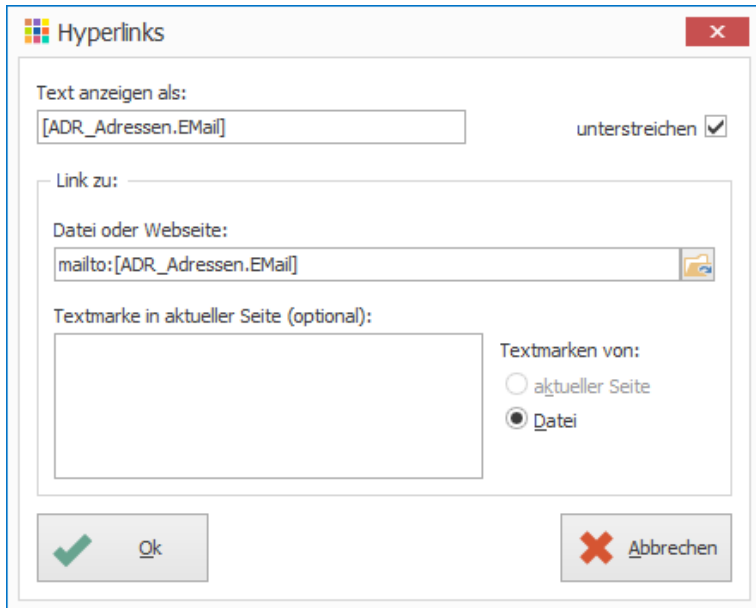 Hyperlinks
Text anzeigen als:
[ADR_Adressen.EMail]
unterstreichen
Link zu:
Datei oder Webseite:
mailto:[ADR_Adressen.EMail]
Textmarke in aktueller Seite (optional):
Textmarken von:
aktueller Seite
Datei
Ok
Abbrechen